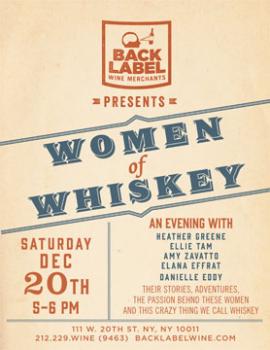 BACK
LABEL
WINE MERCHANTS
PRESENTS
WOMEN
of
WHISKEY
SATURDAY
DEC
20TH
5-6 PM
AN EVENING WITH
HEATHER GREENE
ELLIE TAM
AMY ZAVATTO
ELANA EFFRAT
DANIELLE EDDY
THEIR STORIES, ADVENTURES,
THE PASSION BEHND THESE WOMEN
AND THIS CRAZY THING WE CALL WHISKEY
111 W. 20TH ST. NY, NY 10011
212.229.WINE (9463) BACKLABELWINE.COM